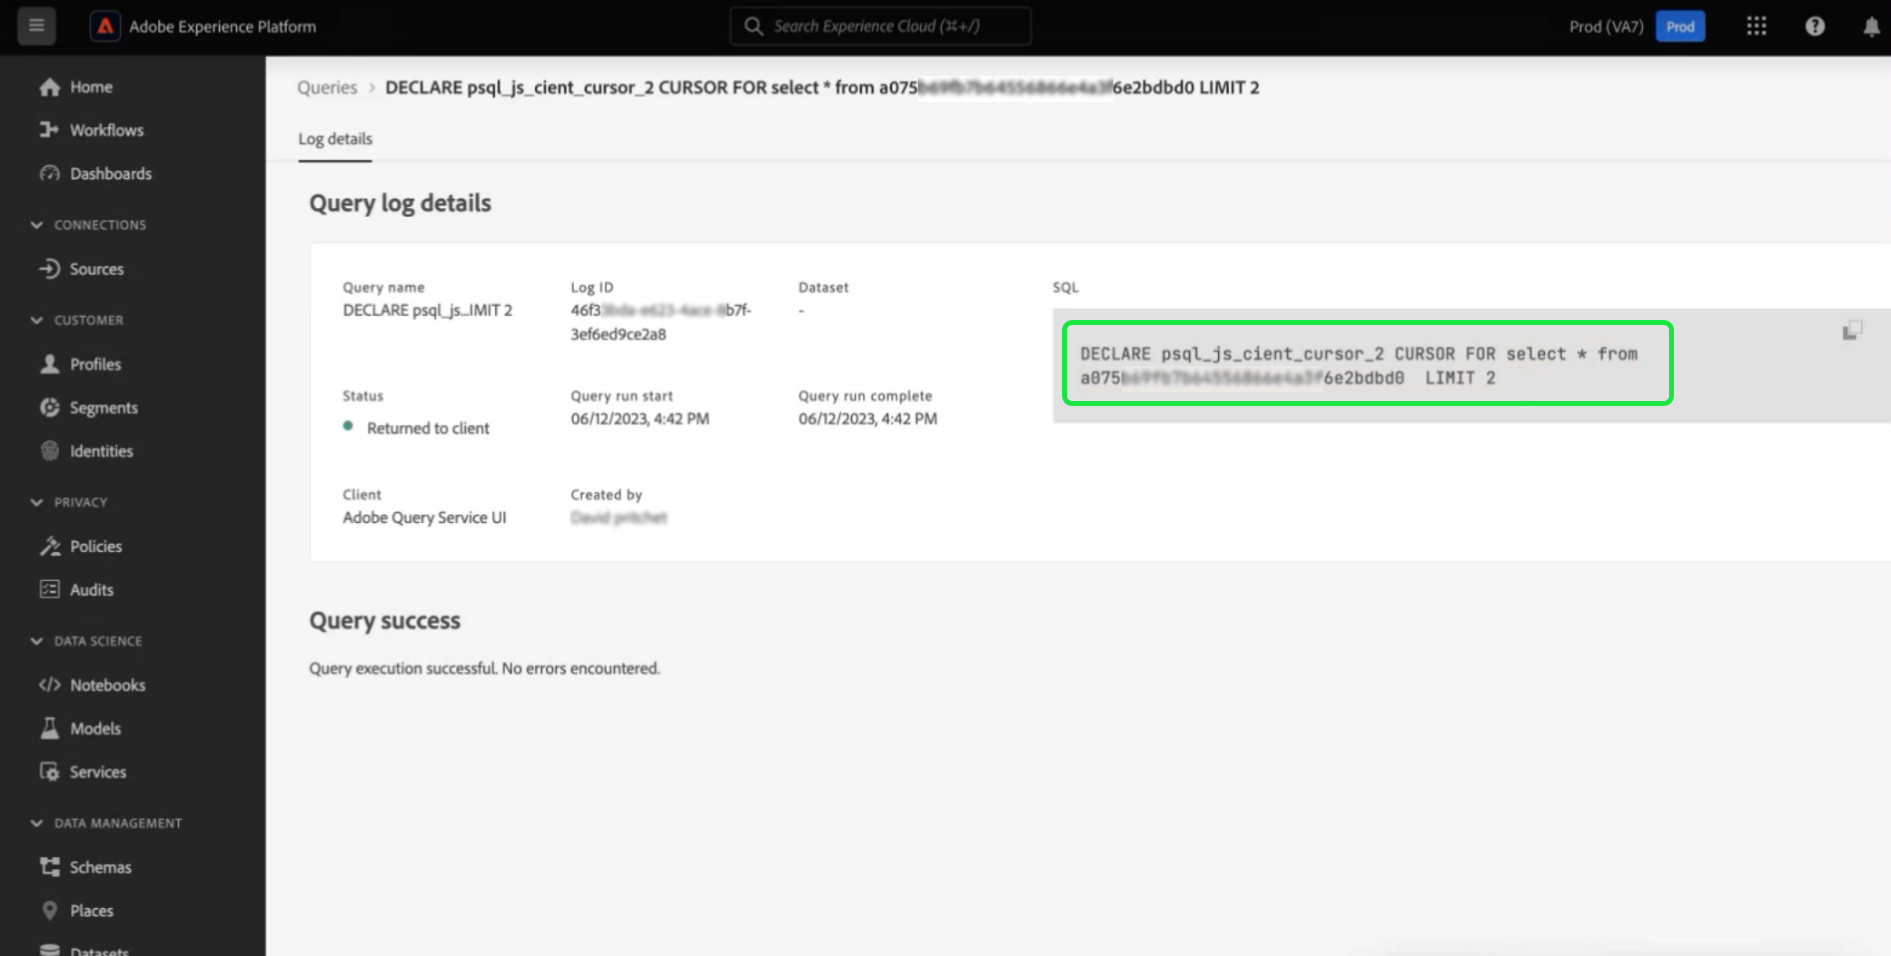 Adobe Experience Platform
Search Experience Cloud (⌘+/)
Prod (VA7)
Prod
Home
Workflows
Dashboards
CONNECTIONS
Sources
CUSTOMER
Profiles
Segments
Identities
PRIVACY
Policies
Audits
DATA SCIENCE
Notebooks
Models
Services
DATA MANAGEMENT
Schemas
Places
Datasets
Queries > DECLARE psql_js_cient_cursor_2 CURSOR FOR select * from a075 6e2bdbd0 LIMIT 2
Log details
Query log details
Query name
DECLARE psql_js...IMIT 2
Log ID
46f3 b7f-
3ef6ed9ce2a8
Dataset
-
Status
Returned to client
Query run start
06/12/2023, 4:42 PM
Query run complete
06/12/2023, 4:42 PM
Client
Adobe Query Service UI
Created by
SQL
DECLARE psql_js_cient_cursor_2 CURSOR FOR select * from
a075 6e2bdbd0 LIMIT 2
Query success
Query execution successful. No errors encountered.